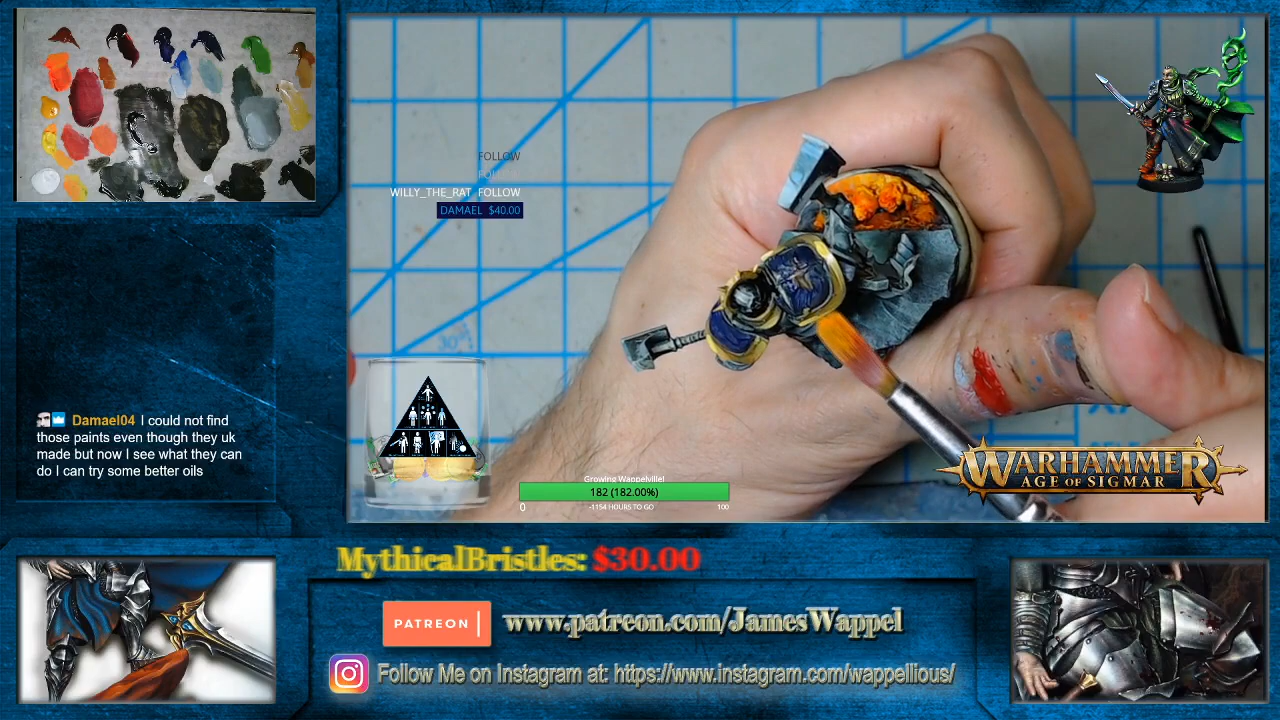 FOLLOW
WILLY_THE_RAT FOLLOW
DAMAEL $40.00
30°
WARHAMMER
AGE OF SIGMAR
Damael04 I could not find
those paints even though they uk
made but now I see what they can
do I can try some better oils
Growing Wappelville!
182 (182.00%)
0 -1154 HOURS TO GO 100
MythicalBristles: $30.00
PATREON
www.patreon.com/JamesWappel
Follow Me on Instagram at: https://www.instagram.com/wappellious/